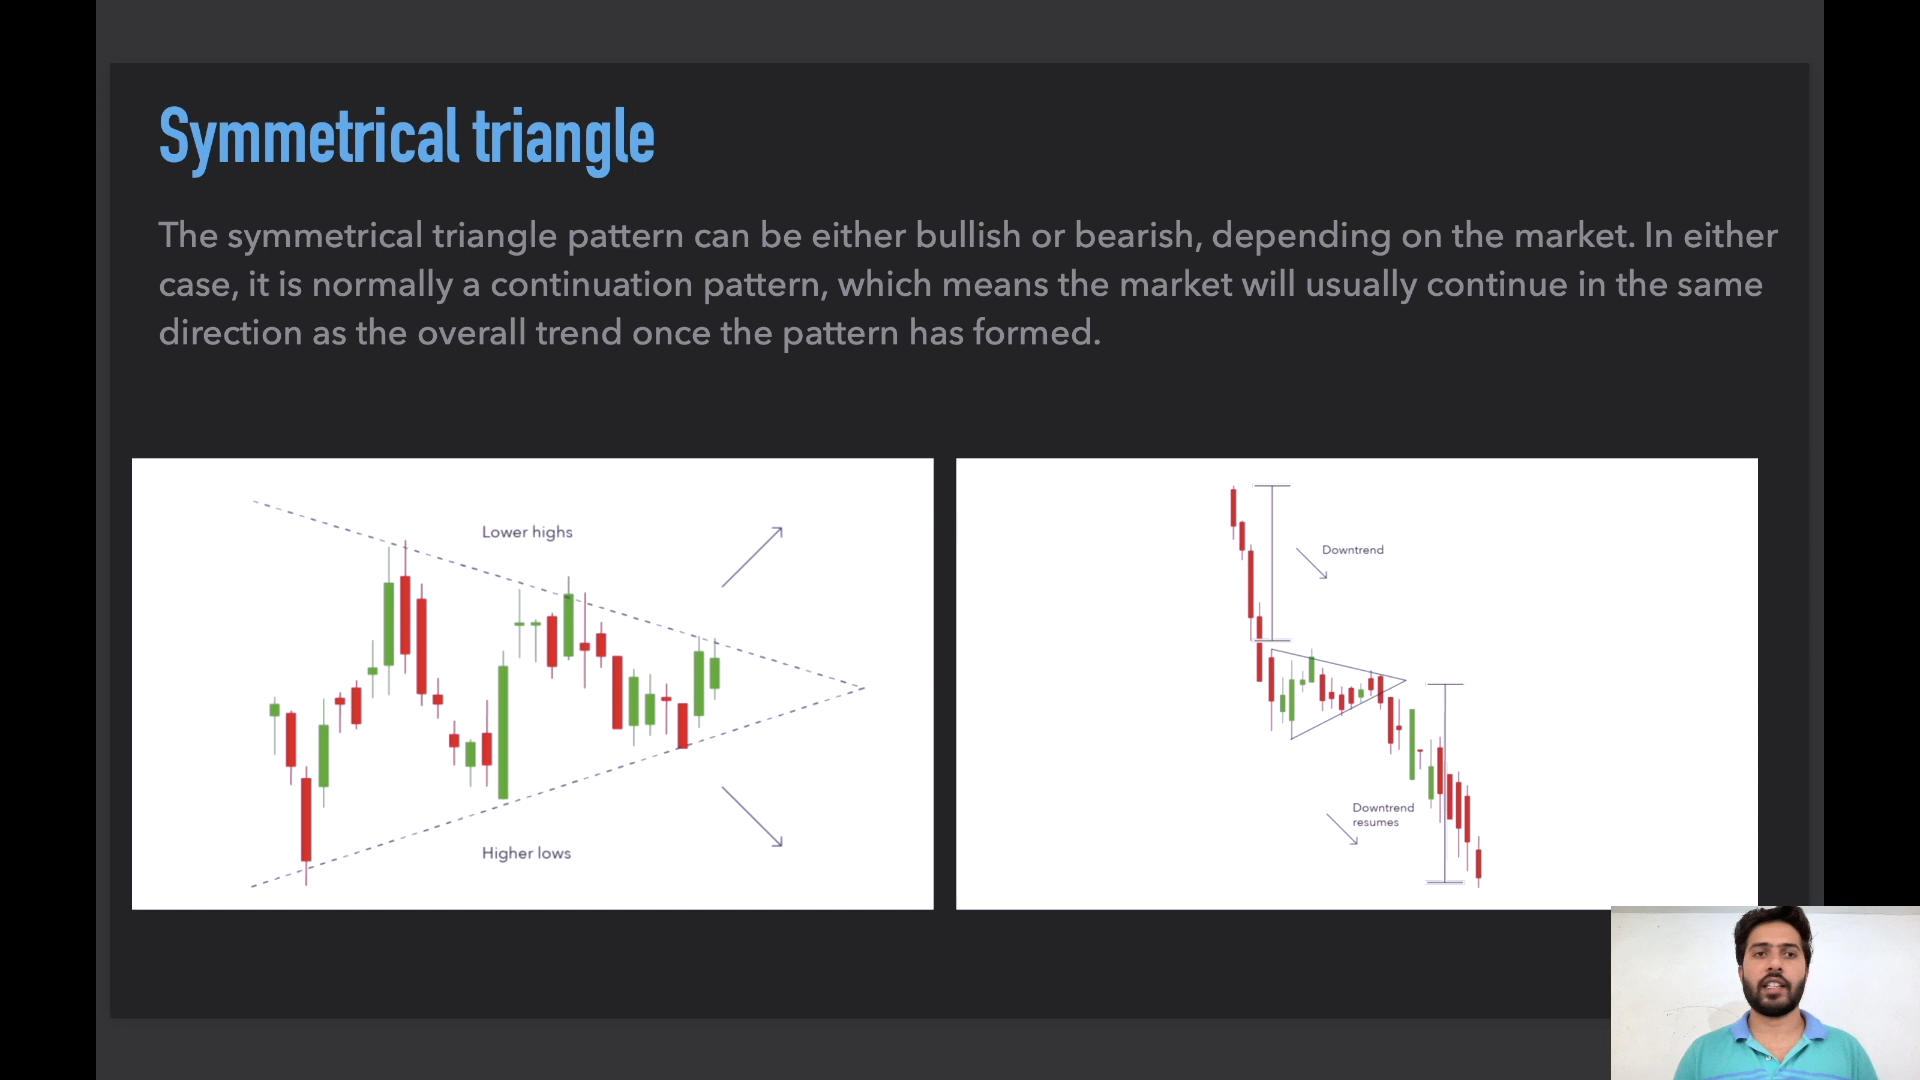 Symmetrical triangle
The symmetrical triangle pattern can be either bullish or bearish, depending on the market. In either
case, it is normally a continuation pattern, which means the market will usually continue in the same
direction as the overall trend once the pattern has formed.
Lower highs
Higher lows
Downtrend
Downtrend
resumes